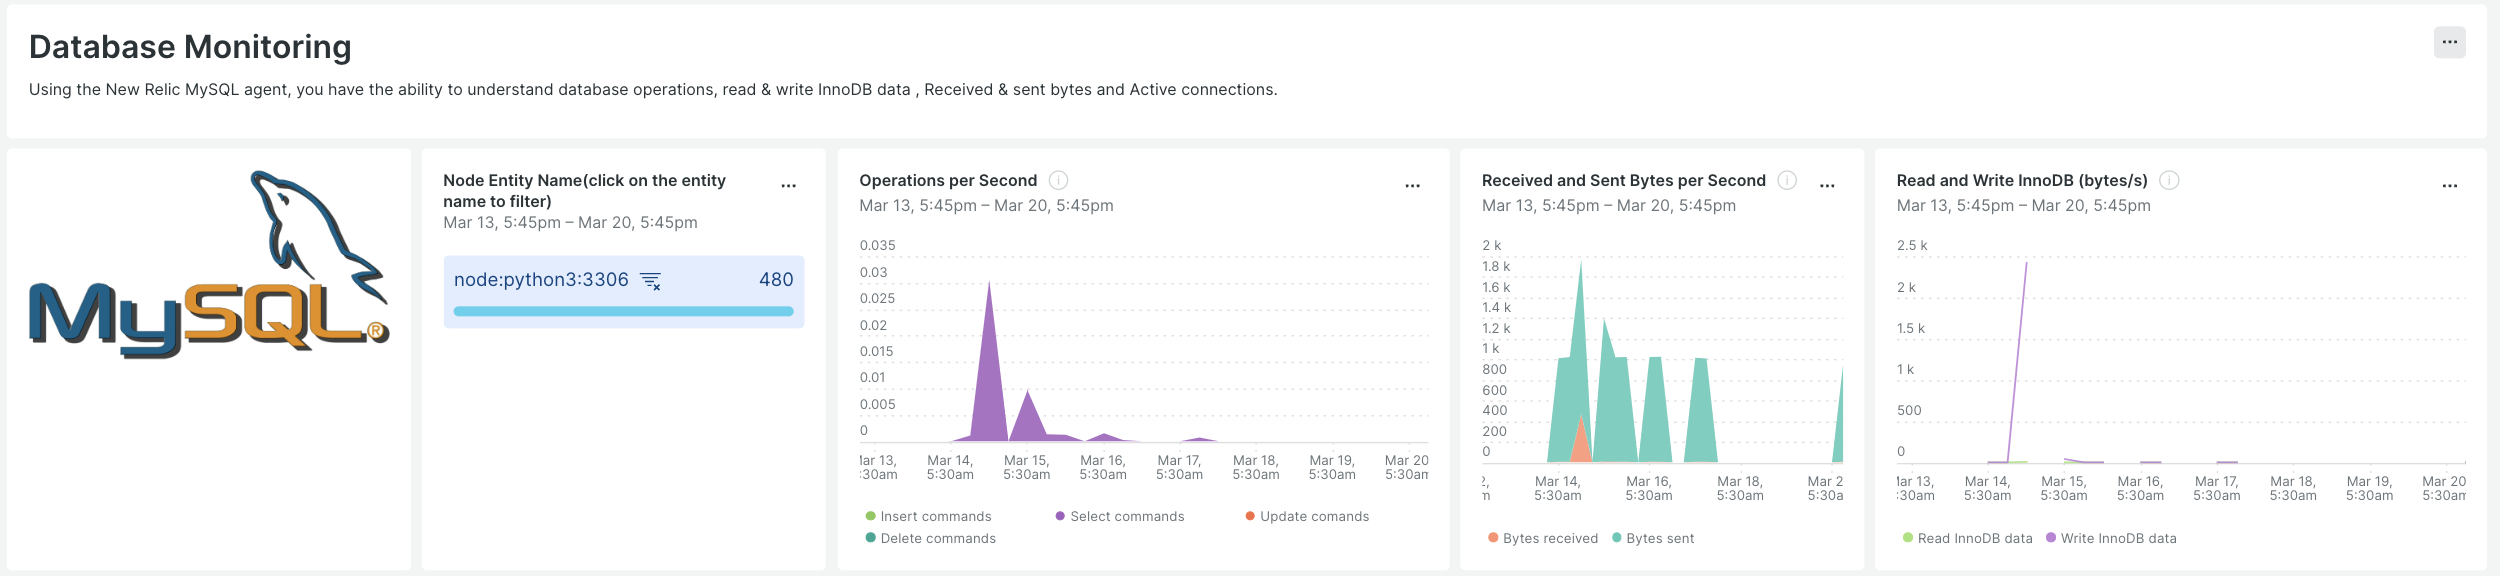 Database Monitoring
...
Using the New Relic MySQL agent, you have the ability to understand database operations, read & write InnoDB data , Received & sent bytes and Active connections.
MySQL®
Node Entity Name(click on the entity
name to filter)
...
Mar 13, 5:45pm – Mar 20, 5:45pm
node:python3:3306 480
Operations per Second
...
Mar 13, 5:45pm – Mar 20, 5:45pm
0.035
0.03
0.025
0.02
0.015
0.01
0.005
0
Mar 13, Mar 14, Mar 15, Mar 16, Mar 17, Mar 18, Mar 19, Mar 20
:30am 5:30am 5:30am 5:30am 5:30am 5:30am 5:30am 5:30am
Insert commands Select commands Update comands
Delete commands
Received and Sent Bytes per Second
...
Mar 13, 5:45pm – Mar 20, 5:45pm
2 k
1.8 k
1.6 k
1.4 k
1.2 k
1 k
800
600
400
200
0
Mar 14, Mar 16, Mar 18, Mar 2
5:30am 5:30am 5:30am 5:30a
Bytes received Bytes sent
Read and Write InnoDB (bytes/s)
...
Mar 13, 5:45pm – Mar 20, 5:45pm
2.5 k
2 k
1.5 k
1 k
500
0
Mar 13, Mar 14, Mar 15, Mar 16, Mar 17, Mar 18, Mar 19, Mar 20
:30am 5:30am 5:30am 5:30am 5:30am 5:30am 5:30am 5:30am
Read InnoDB data Write InnoDB data